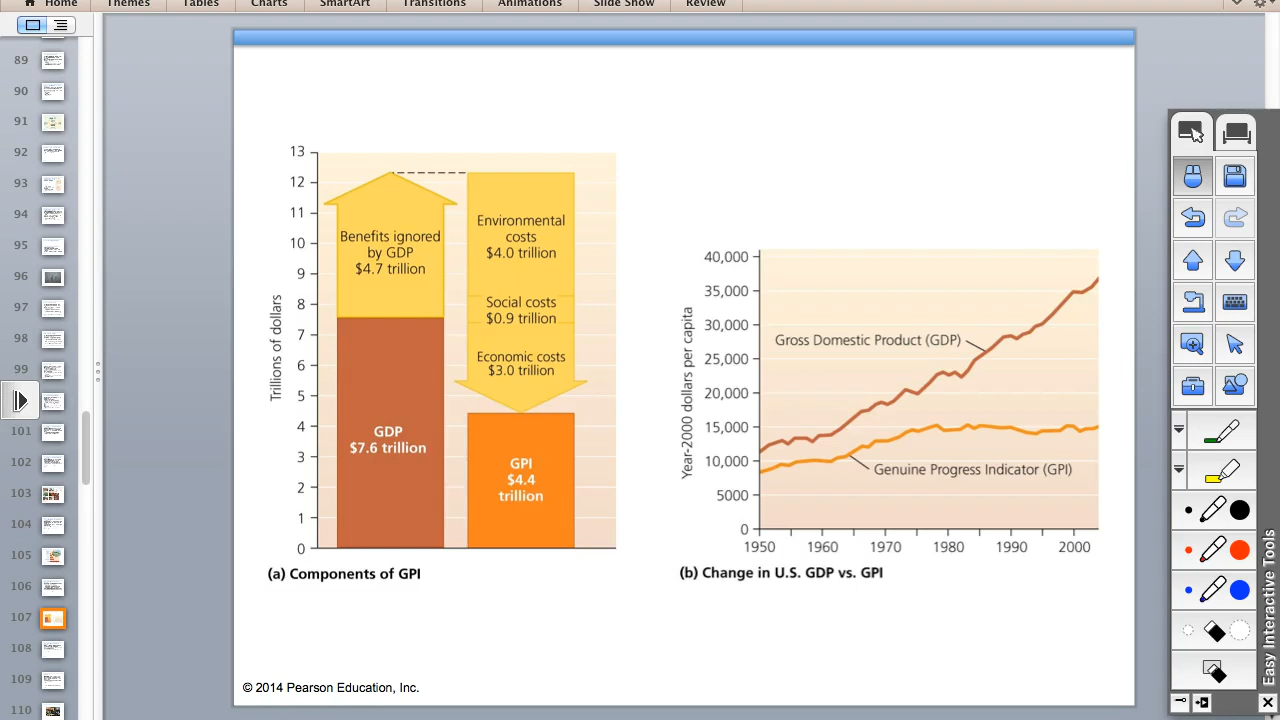 Home Themes Tables Charts SmartArt Transitions Animations Slide Show Review
89
90
91
92
93
94
95
96
97
98
99
101
102
103
104
105
106
107
108
109
110
13
12
11
10
9
8
7
6
5
4
3
2
1
0
Trillions of dollars
Benefits ignored
by GDP
$4.7 trillion
GDP
$7.6 trillion
Environmental
costs
$4.0 trillion
Social costs
$0.9 trillion
Economic costs
$3.0 trillion
GPI
$4.4
trillion
(a) Components of GPI
40,000
35,000
30,000
25,000
20,000
15,000
10,000
5000
0
Year-2000 dollars per capita
Gross Domestic Product (GDP)
Genuine Progress Indicator (GPI)
1950 1960 1970 1980 1990 2000
(b) Change in U.S. GDP vs. GPI
© 2014 Pearson Education, Inc.
Easy Interactive Tools